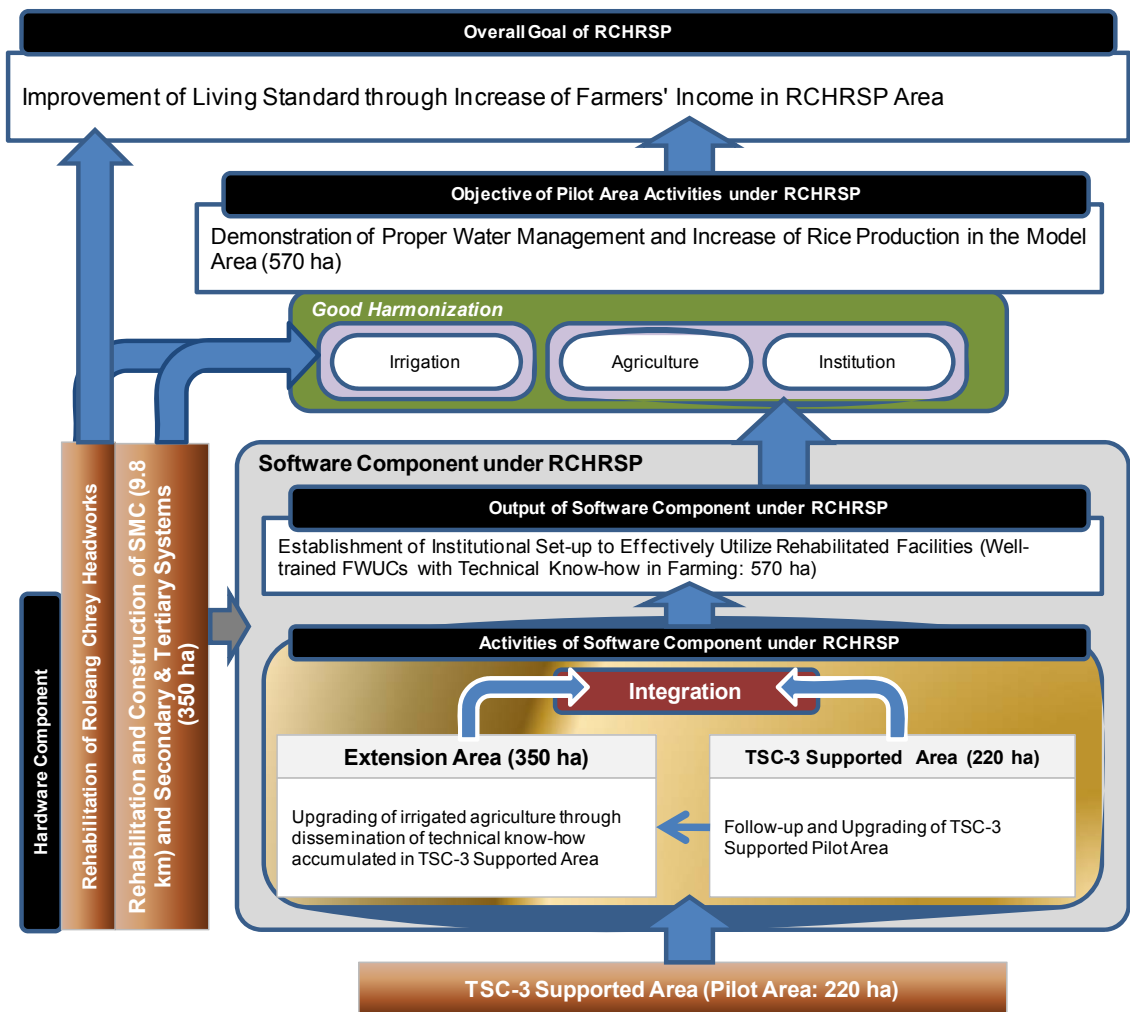 Overall Goal of RCHRSP
Improvement of Living Standard through Increase of Farmers' Income in RCHRSP Area
Objective of Pilot Area Activities under RCHRSP
Demonstration of Proper Water Management and Increase of Rice Production in the Model
Area (570 ha)
Good Harmonization
Irrigation
Agriculture
Institution
Hardware Component
Rehabilitation of Roleang Chrey Headworks
Rehabilitation and Construction of SMC (9.8
km) and Secondary & Tertiary Systems
(350 ha)
Software Component under RCHRSP
Output of Software Component under RCHRSP
Establishment of Institutional Set-up to Effectively Utilize Rehabilitated Facilities (Well-
trained FWUCs with Technical Know-how in Farming: 570 ha)
Activities of Software Component under RCHRSP
Integration
Extension Area (350 ha)
Upgrading of irrigated agriculture through
dissemination of technical know-how
accumulated in TSC-3 Supported Area
TSC-3 Supported Area (220 ha)
Follow-up and Upgrading of TSC-3
Supported Pilot Area
TSC-3 Supported Area (Pilot Area: 220 ha)